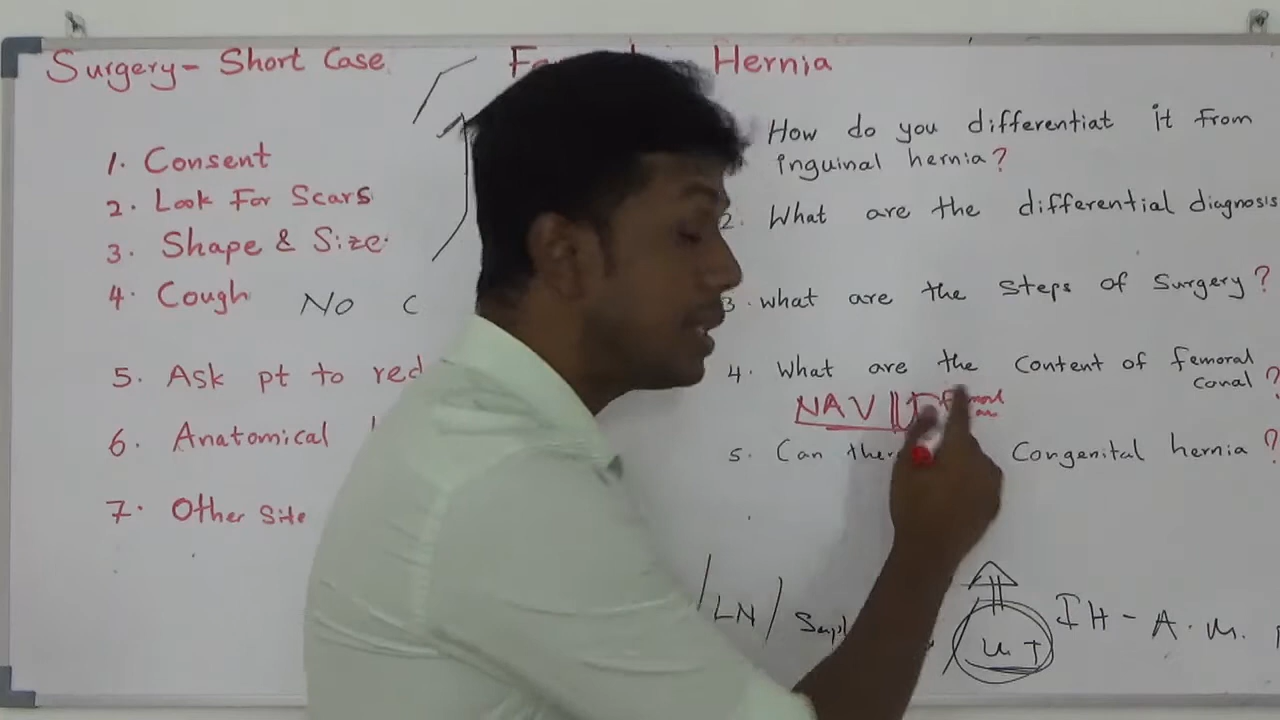 Surgery- Short Case
Hernia
1. Consent
2. Look For Scars
3. Shape & Size
4. Cough No C
5. Ask pt to red
6. Anatomical
7. Other Site
How do you differentiat it from
inguinal hernia?
2. What are the differential diagnosis
3. what are the Steps of Surgery?
4. What are the Content of femoral
canal ?
NAV
5. Can ther Congenital hernia ?
LN
UT
IH - A. M.